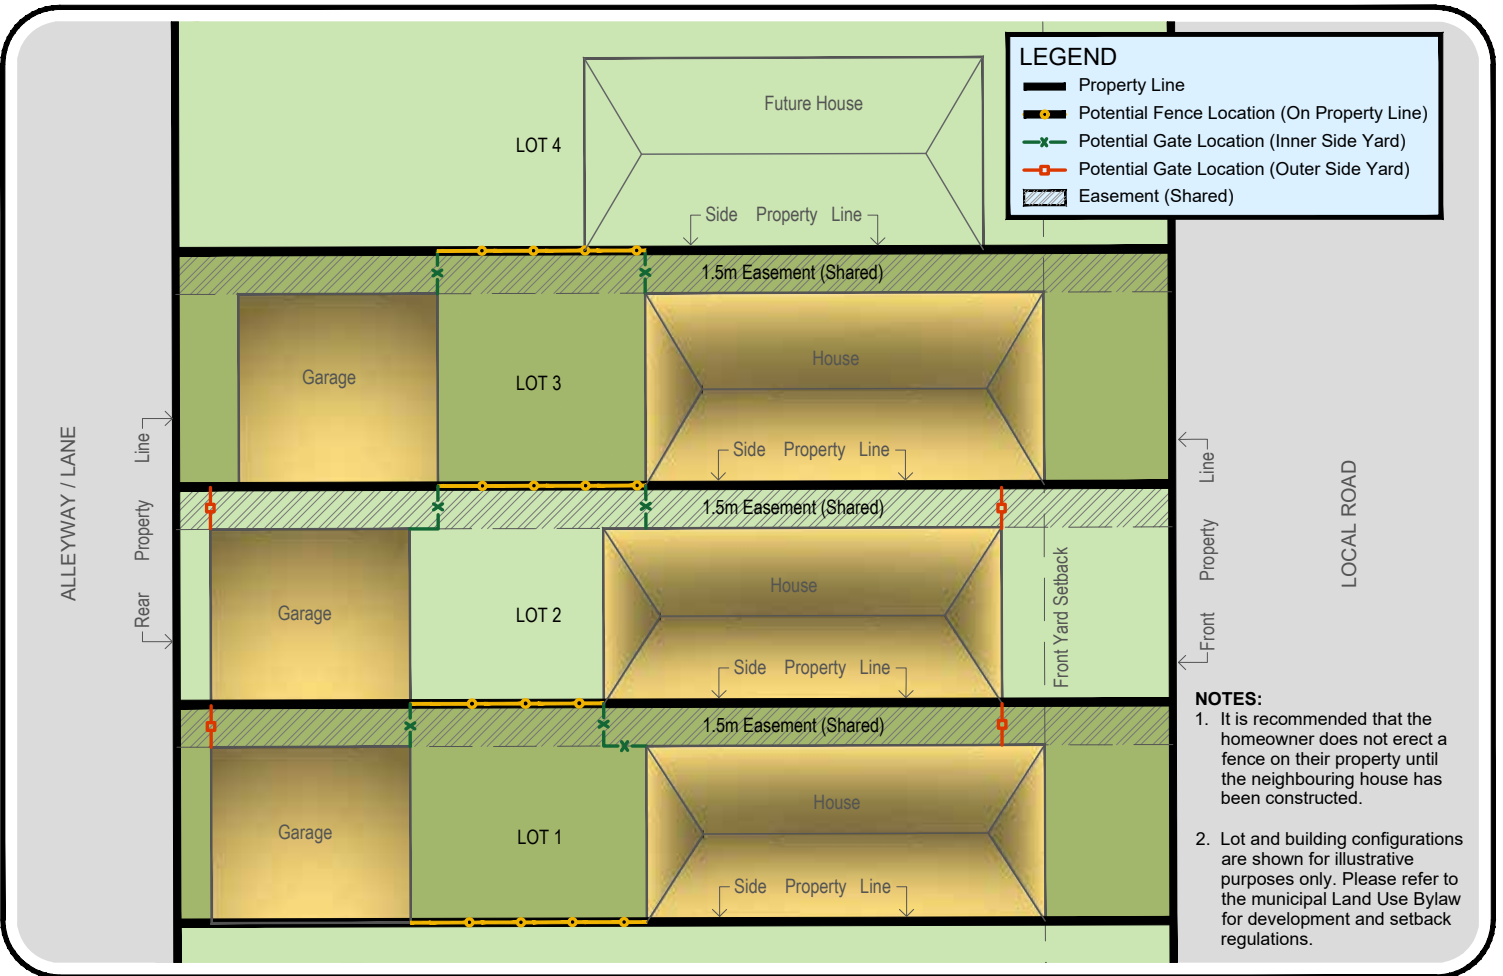 LEGEND
Property Line
Potential Fence Location (On Property Line)
Potential Gate Location (Inner Side Yard)
Potential Gate Location (Outer Side Yard)
Easement (Shared)
Future House
LOT 4
Side Property Line
1.5m Easement (Shared)
Garage
LOT 3
House
Side Property Line
1.5m Easement (Shared)
Garage
LOT 2
House
Side Property Line
1.5m Easement (Shared)
Garage
LOT 1
House
Side Property Line
ALLEYWAY / LANE
Rear Property Line
Front Yard Setback
Front Property Line
LOCAL ROAD
NOTES:
1. It is recommended that the
homeowner does not erect a
fence on their property until
the neighbouring house has
been constructed.
2. Lot and building configurations
are shown for illustrative
purposes only. Please refer to
the municipal Land Use Bylaw
for development and setback
regulations.